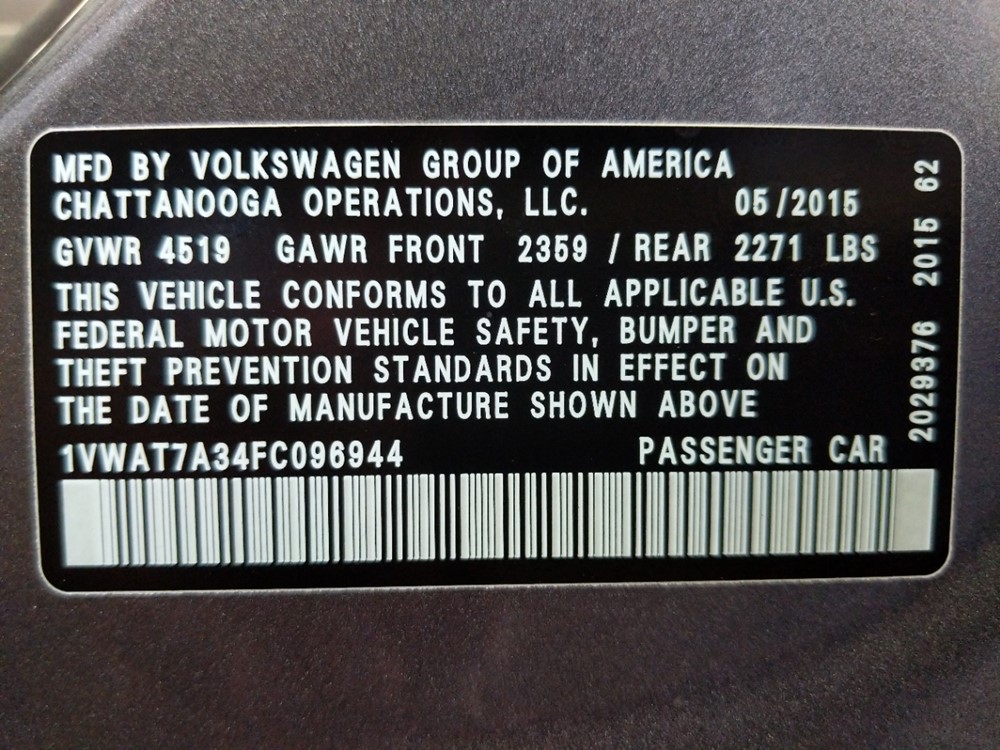 MFD BY VOLKSWAGEN GROUP OF AMERICA
CHATTANOOGA OPERATIONS, LLC. 05/2015
GVWR 4519 GAWR FRONT 2359 / REAR 2271 LBS
THIS VEHICLE CONFORMS TO ALL APPLICABLE U.S.
FEDERAL MOTOR VEHICLE SAFETY, BUMPER AND
THEFT PREVENTION STANDARDS IN EFFECT ON
THE DATE OF MANUFACTURE SHOWN ABOVE
1VWAT7A34FC096944 PASSENGER CAR
2029376 2015 62